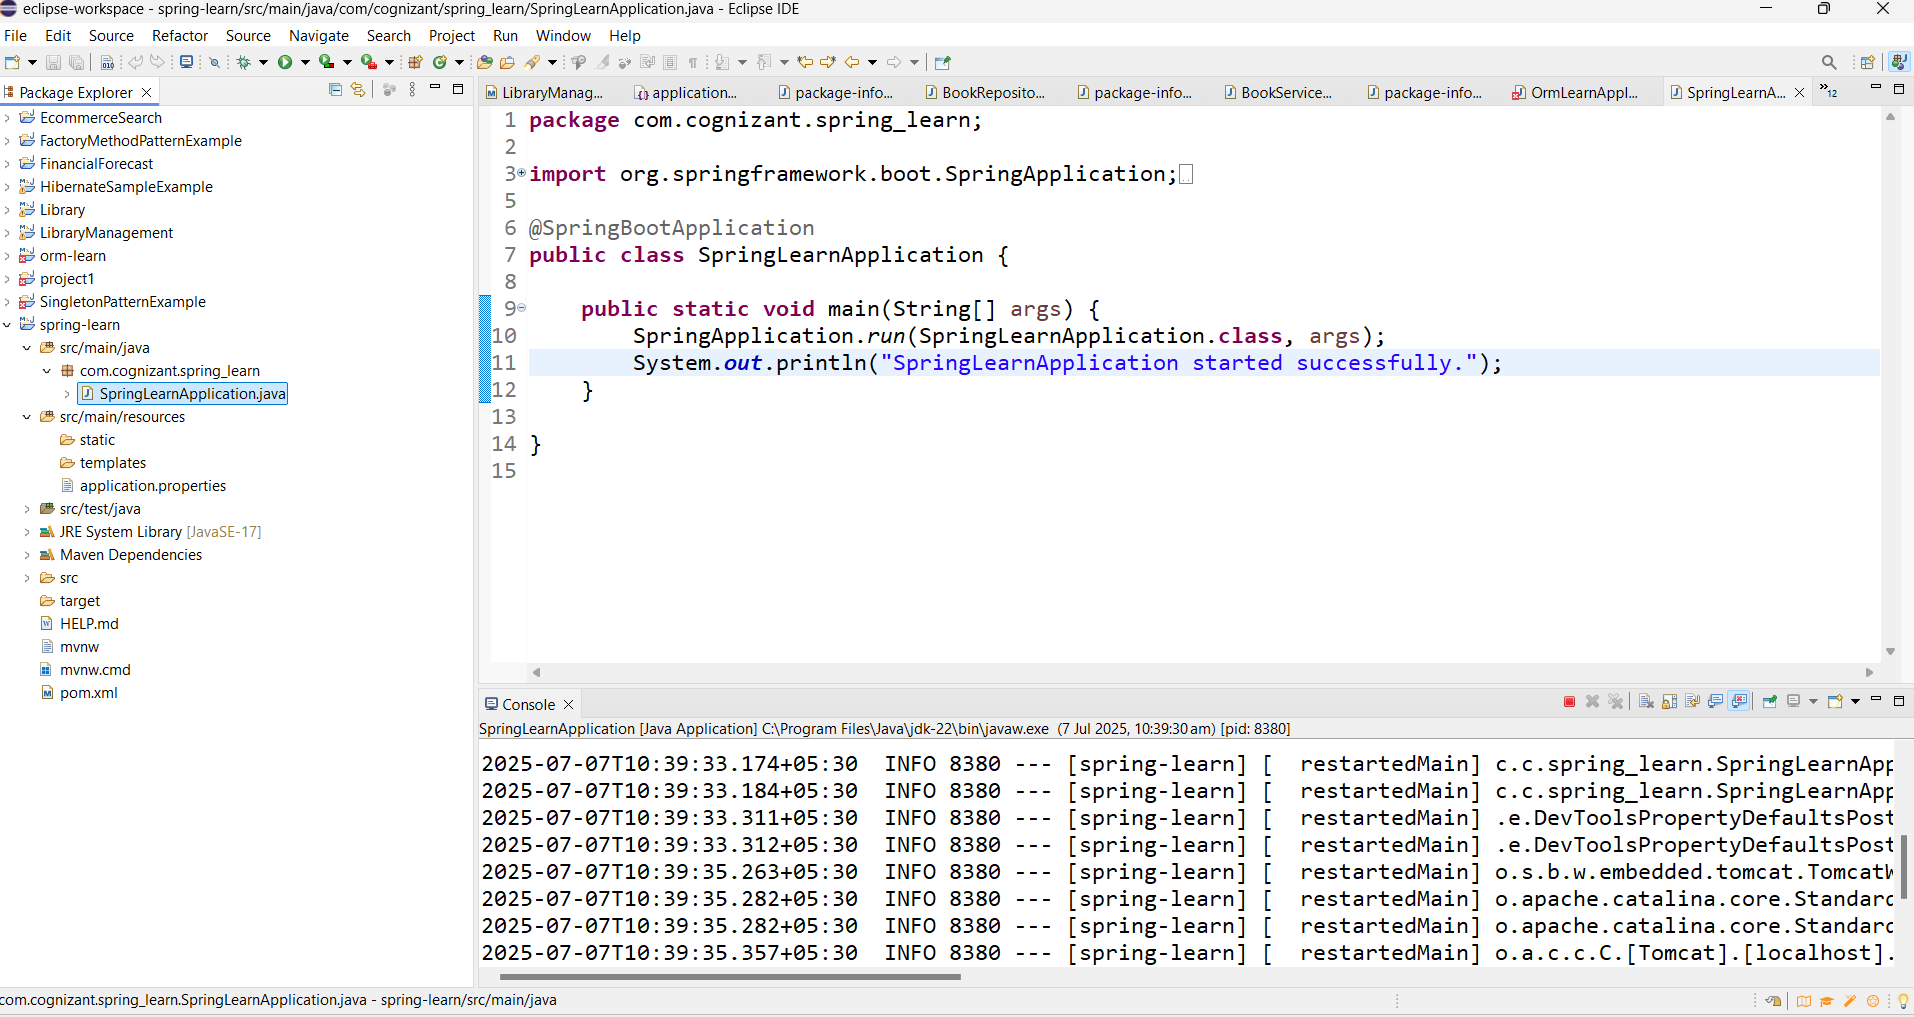 eclipse-workspace - spring-learn/src/main/java/com/cognizant/spring_learn/SpringLearnApplication.java - Eclipse IDE
File Edit Source Refactor Source Navigate Search Project Run Window Help
Package Explorer
EcommerceSearch
FactoryMethodPatternExample
FinancialForecast
HibernateSampleExample
Library
LibraryManagement
orm-learn
project1
SingletonPatternExample
spring-learn
src/main/java
com.cognizant.spring_learn
SpringLearnApplication.java
src/main/resources
static
templates
application.properties
src/test/java
JRE System Library [JavaSE-17]
Maven Dependencies
src
target
HELP.md
mvnw
mvnw.cmd
pom.xml
LibraryManag... application... package-info... BookReposito... package-info... BookService... package-info... OrmLearnAppl... SpringLearnA... »12
1 package com.cognizant.spring_learn;
2
3 import org.springframework.boot.SpringApplication;
5
6 @SpringBootApplication
7 public class SpringLearnApplication {
8
9 public static void main(String[] args) {
10 SpringApplication.run(SpringLearnApplication.class, args);
11 System.out.println("SpringLearnApplication started successfully.");
12 }
13
14 }
15
Console
SpringLearnApplication [Java Application] C:\Program Files\Java\jdk-22\bin\javaw.exe (7 Jul 2025, 10:39:30 am) [pid: 8380]
2025-07-07T10:39:33.174+05:30 INFO 8380 --- [spring-learn] [ restartedMain] c.c.spring_learn.SpringLearnApp
2025-07-07T10:39:33.184+05:30 INFO 8380 --- [spring-learn] [ restartedMain] c.c.spring_learn.SpringLearnApp
2025-07-07T10:39:33.311+05:30 INFO 8380 --- [spring-learn] [ restartedMain] .e.DevToolsPropertyDefaultsPost
2025-07-07T10:39:33.312+05:30 INFO 8380 --- [spring-learn] [ restartedMain] .e.DevToolsPropertyDefaultsPost
2025-07-07T10:39:35.263+05:30 INFO 8380 --- [spring-learn] [ restartedMain] o.s.b.w.embedded.tomcat.TomcatW
2025-07-07T10:39:35.282+05:30 INFO 8380 --- [spring-learn] [ restartedMain] o.apache.catalina.core.Standard
2025-07-07T10:39:35.282+05:30 INFO 8380 --- [spring-learn] [ restartedMain] o.apache.catalina.core.Standard
2025-07-07T10:39:35.357+05:30 INFO 8380 --- [spring-learn] [ restartedMain] o.a.c.c.C.[Tomcat].[localhost].
com.cognizant.spring_learn.SpringLearnApplication.java - spring-learn/src/main/java